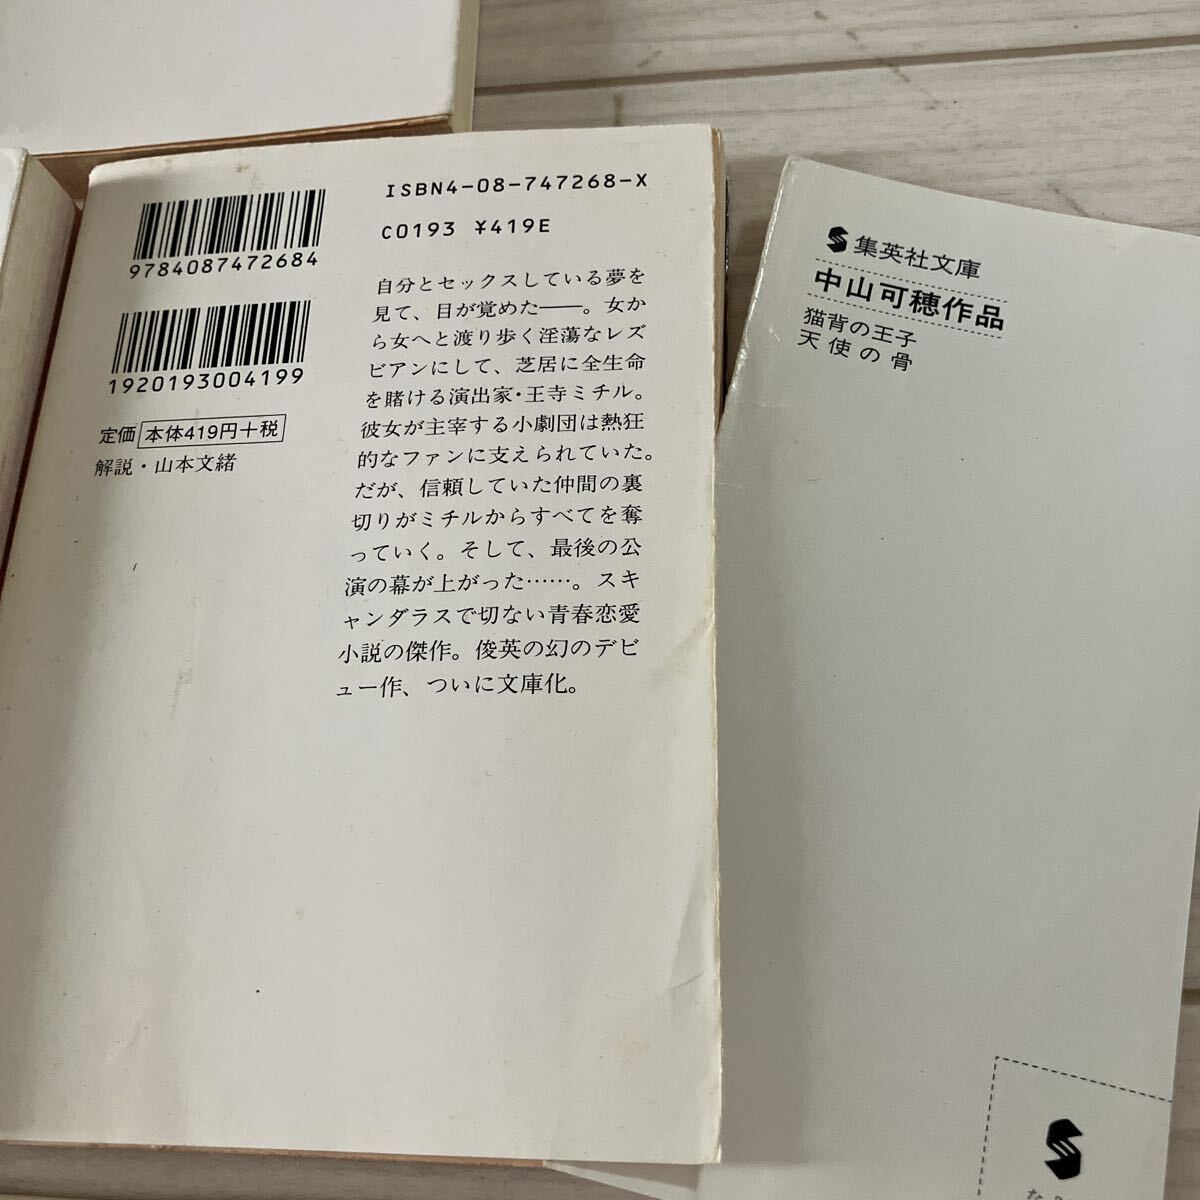 ISBN4-08-747268-X
C0193 ¥419E
9784087472684
1920193004199
定価 本体419円+税
解説・山本文緒
自分とセックスしている夢を
見て、目が覚めた――。女か
ら女へと渡り歩く淫蕩なレズ
ビアンにして、芝居に全生命
を賭ける演出家・王寺ミチル。
彼女が主宰する小劇団は熱狂
的なファンに支えられていた。
だが、信頼していた仲間の裏
切りがミチルからすべてを奪
っていく。そして、最後の公
演の幕が上がった……。スキ
ャンダラスで切ない青春恋愛
小説の傑作。俊英の幻のデビ
ュー作、ついに文庫化。
集英社文庫
中山可穂作品
猫背の王子
天使の骨